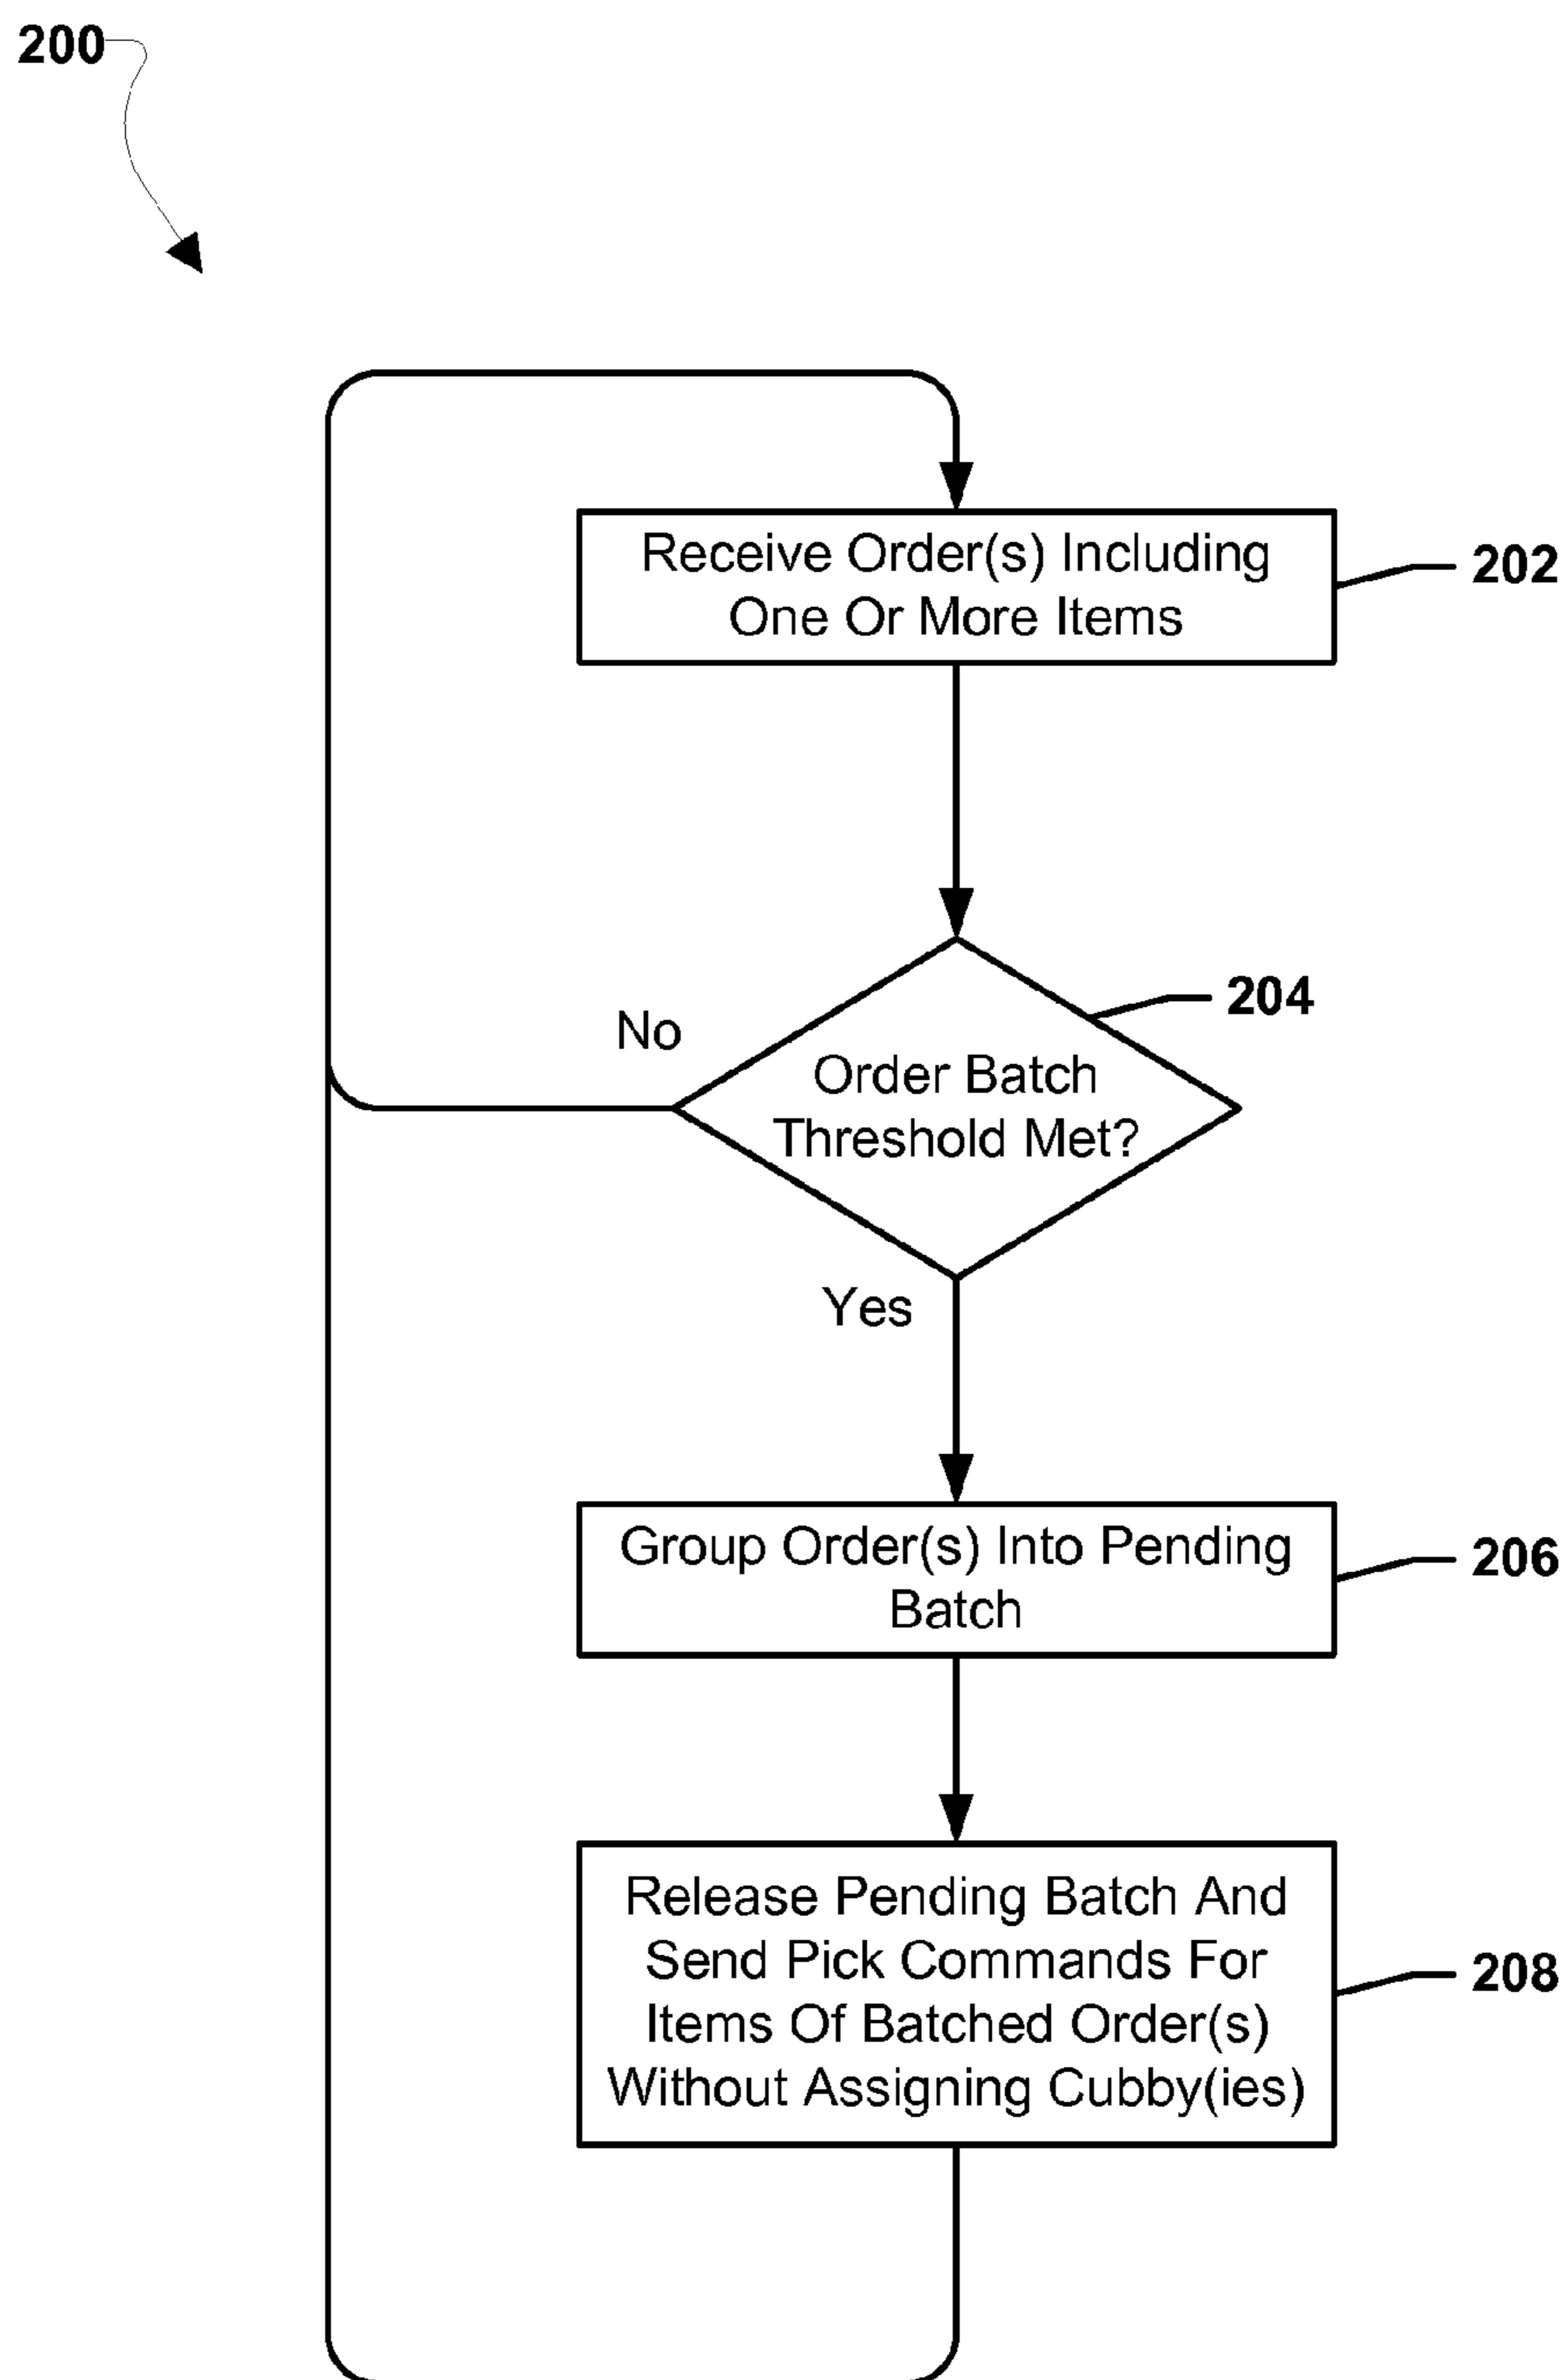 200
Receive Order(s) Including
One Or More Items
202
204
No
Order Batch
Threshold Met?
Yes
Group Order(s) Into Pending
Batch
206
Release Pending Batch And
Send Pick Commands For
Items Of Batched Order(s)
Without Assigning Cubby(ies)
208